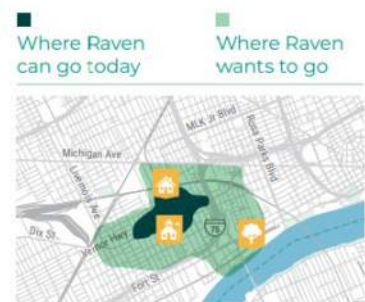 Where Raven
can go today
Where Raven
wants to go
MLK Jr Blvd
Rosa Parks Blvd
Michigan Ave
Livernois Ave
Dix St.
Vernor Hwy
75
Fort St